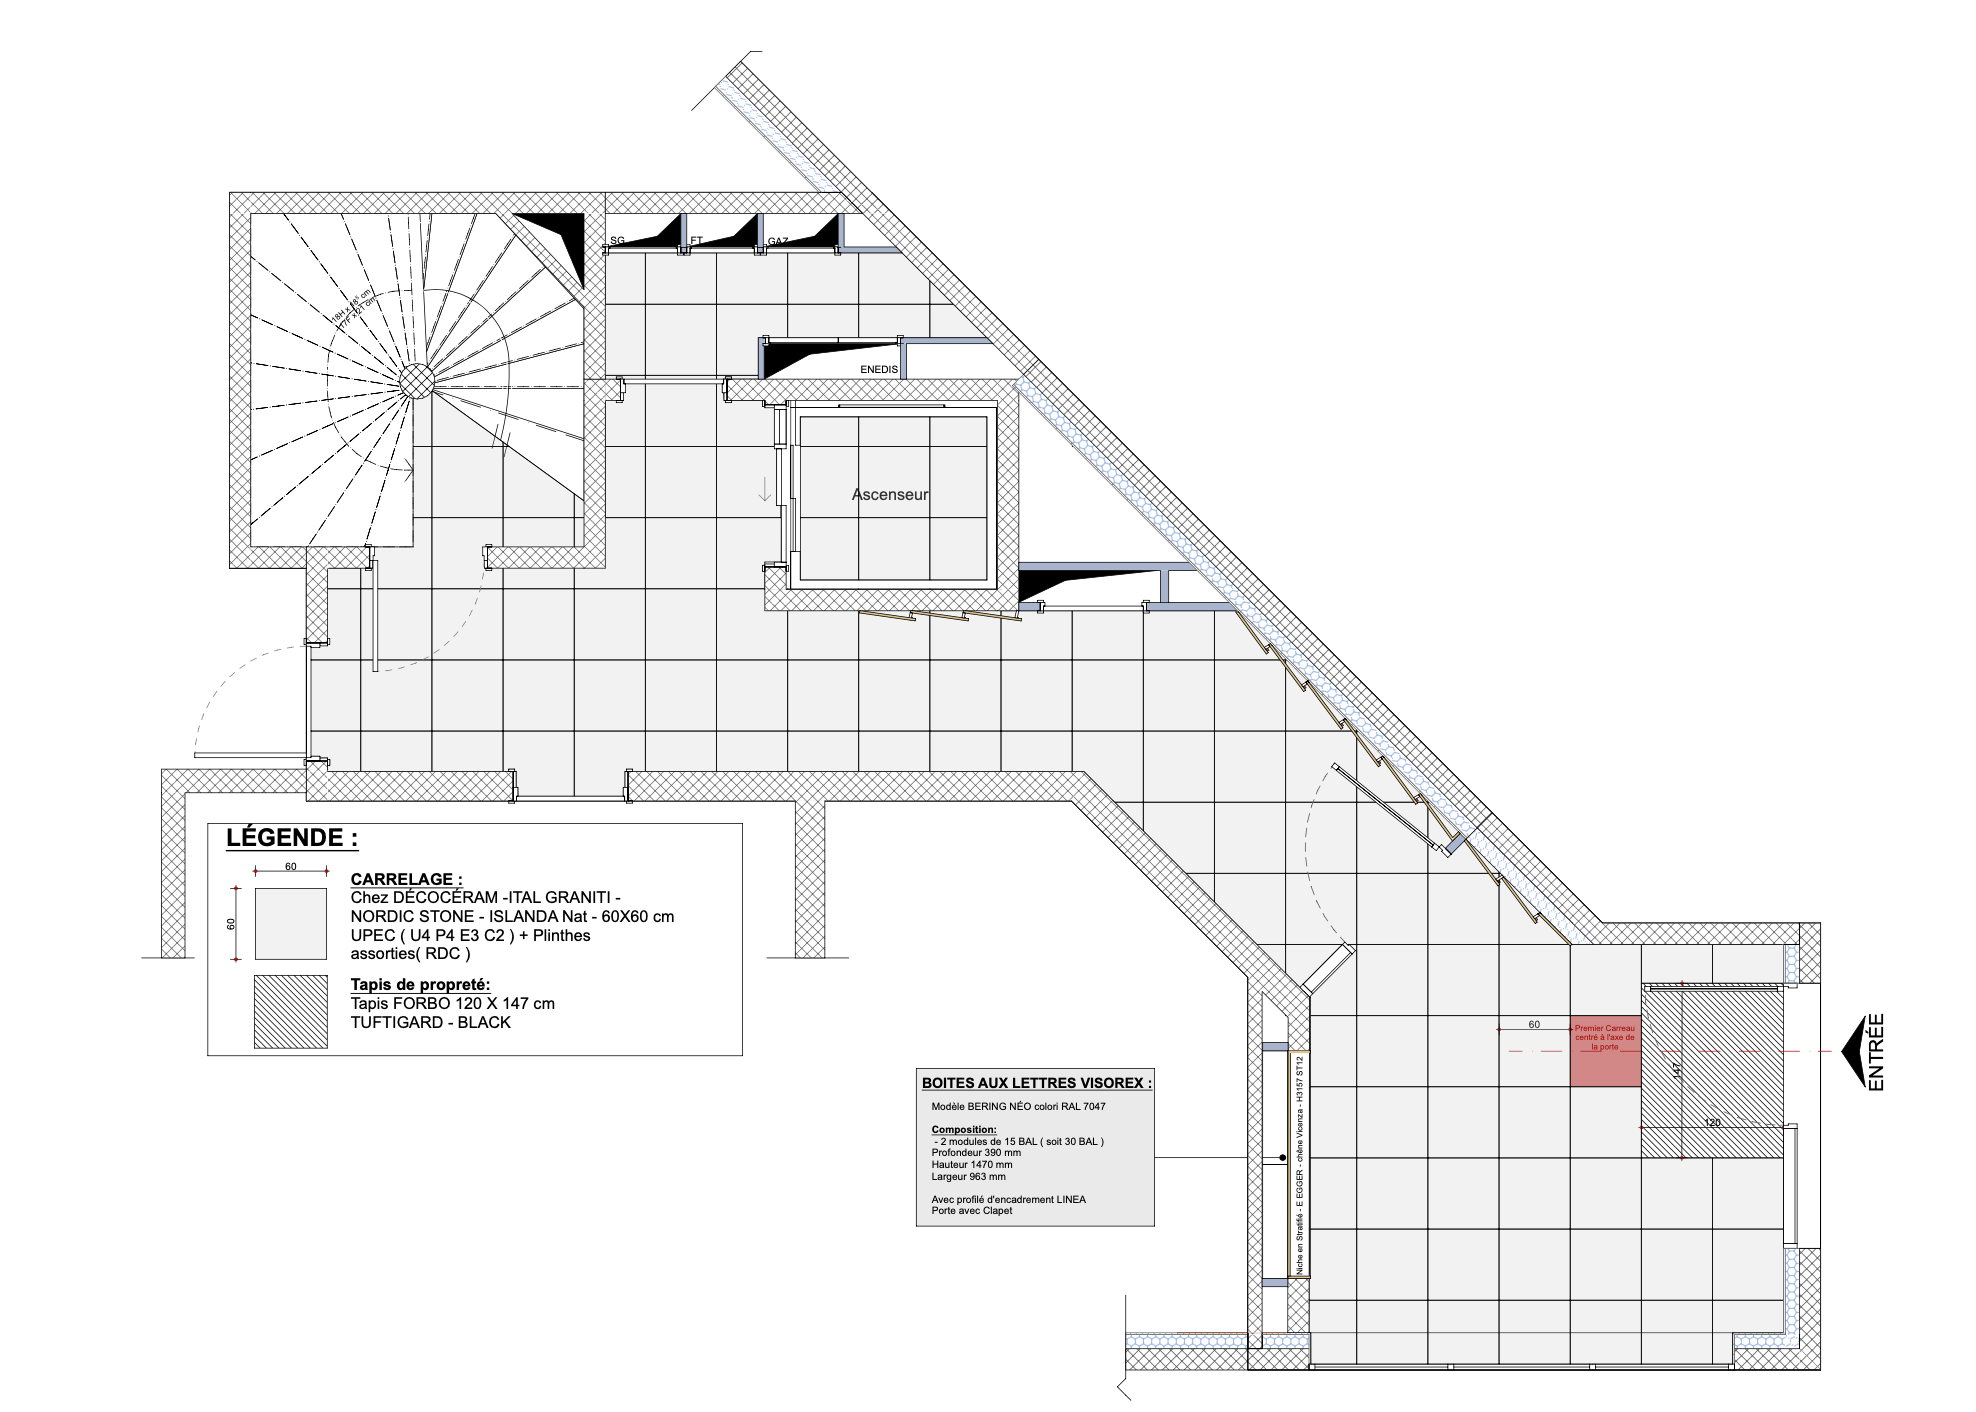 SG
FT
GAZ
18H x 18⁵ cm
17F x 21 cm
ENEDIS
Ascenseur
LÉGENDE :
60
60
CARRELAGE :
Chez DÉCOCÉRAM -ITAL GRANITI -
NORDIC STONE - ISLANDA Nat - 60X60 cm
UPEC ( U4 P4 E3 C2 ) + Plinthes
assorties( RDC )
Tapis de propreté:
Tapis FORBO 120 X 147 cm
TUFTIGARD - BLACK
60
Premier Carreau
centré à l'axe de
la porte
147
120
ENTRÉE
BOITES AUX LETTRES VISOREX :
Modèle BERING NÉO colori RAL 7047
Composition:
- 2 modules de 15 BAL ( soit 30 BAL )
Profondeur 390 mm
Hauteur 1470 mm
Largeur 963 mm
Avec profilé d'encadrement LINEA
Porte avec Clapet
Niche en Stratifié - E EGGER - chêne Vicenza - H3157 ST12